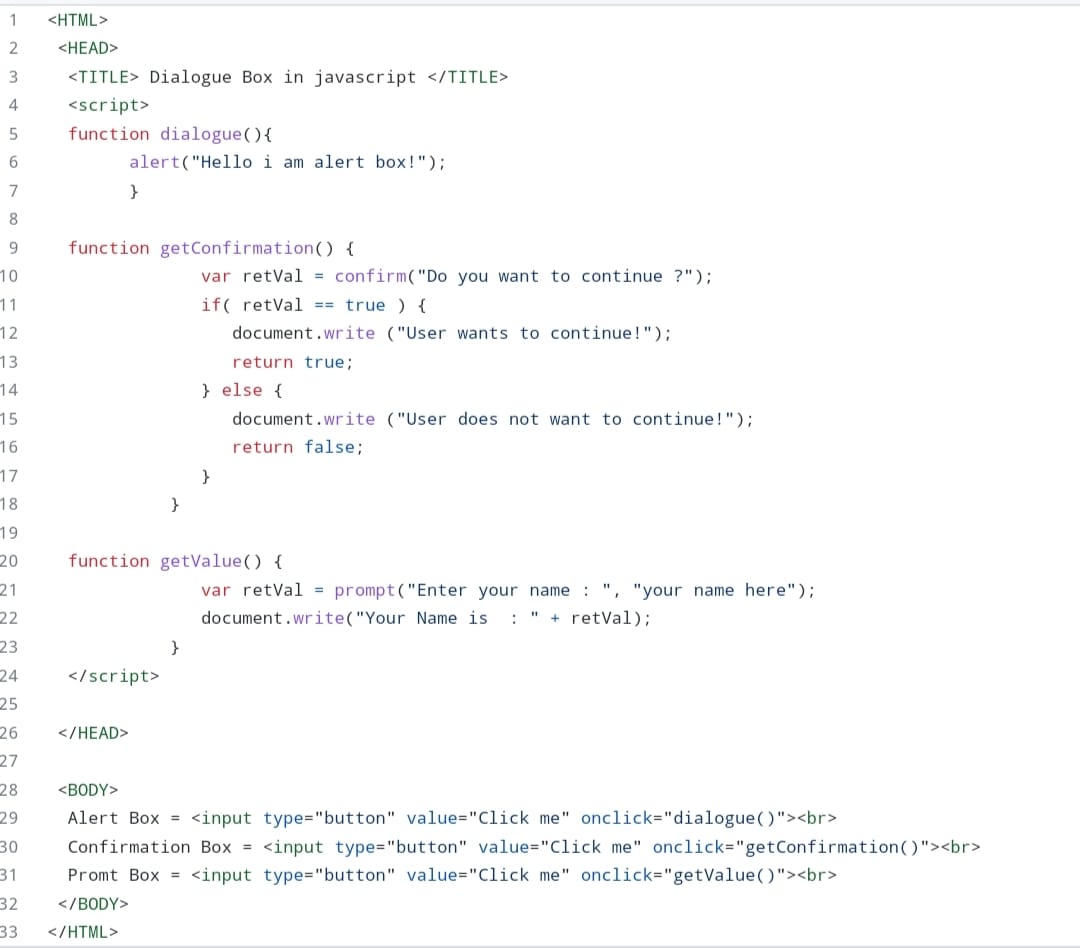 1 <HTML>
2 <HEAD>
3 <TITLE> Dialogue Box in javascript </TITLE>
4 <script>
5 function dialogue(){
6 alert("Hello i am alert box!");
7 }
8
9 function getConfirmation() {
10 var retVal = confirm("Do you want to continue ?");
11 if( retVal == true ) {
12 document.write ("User wants to continue!");
13 return true;
14 } else {
15 document.write ("User does not want to continue!");
16 return false;
17 }
18 }
19
20 function getValue() {
21 var retVal = prompt("Enter your name : ", "your name here");
22 document.write("Your Name is  : " + retVal);
23 }
24 </script>
25
26 </HEAD>
27
28 <BODY>
29 Alert Box = <input type="button" value="Click me" onclick="dialogue()"><br>
30 Confirmation Box = <input type="button" value="Click me" onclick="getConfirmation()"><br>
31 Promt Box = <input type="button" value="Click me" onclick="getValue()"><br>
32 </BODY>
33 </HTML>